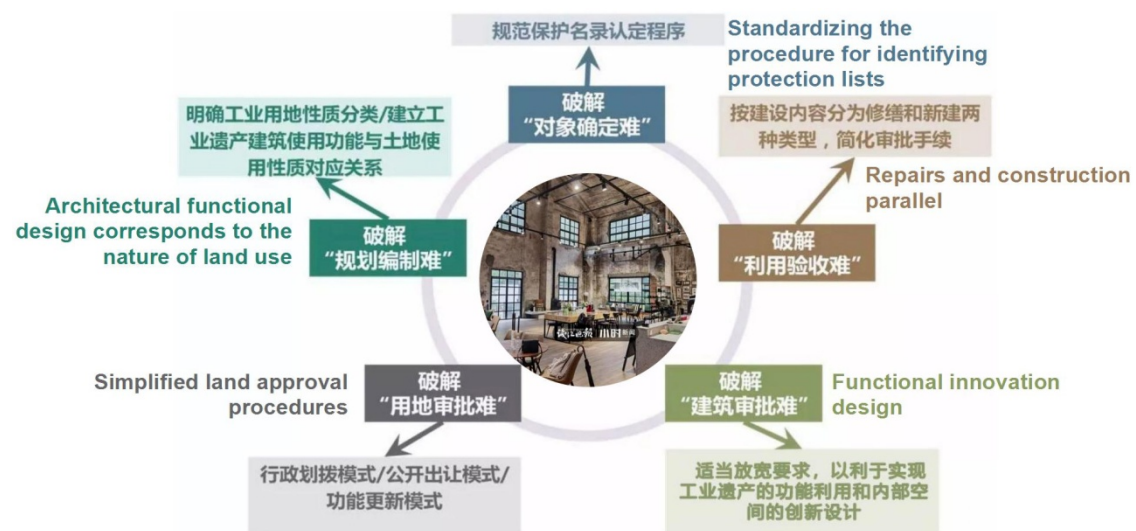 规范保护名录认定程序
Standardizing the
procedure for identifying
protection lists
破解
“对象确定难”
明确工业用地性质分类/建立工
业遗产建筑使用功能与土地使
用性质对应关系
按建设内容分为修缮和新建两
种类型，简化审批手续
Repairs and construction
parallel
Architectural functional
design corresponds to the
nature of land use
破解
“规划编制难”
破解
“利用验收难”
钱江晚报 小时新闻
Simplified land approval
procedures
破解
“用地审批难”
破解
“建筑审批难”
Functional innovation
design
行政划拨模式/公开出让模式/
功能更新模式
适当放宽要求，以利于实现
工业遗产的功能利用和内部空
间的创新设计